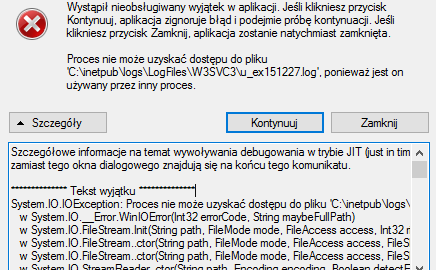 Wystąpił nieobsługiwany wyjątek w aplikacji. Jeśli klikniesz przycisk
Kontynuuj, aplikacja zignoruje błąd i podejmie próbę kontynuacji. Jeśli
klikniesz przycisk Zamknij, aplikacja zostanie natychmiast zamknięta.
Proces nie może uzyskać dostępu do pliku
'C:\inetpub\logs\LogFiles\W3SVC3\u_ex151227.log', ponieważ jest on
używany przez inny proces.
Szczegóły
Kontynuuj
Zamknij
Szczegółowe informacje na temat wywoływania debugowania w trybie JIT (just in tim
zamiast tego okna dialogowego znajdują się na końcu tego komunikatu.
************** Tekst wyjątku **************
System.IO.IOException: Proces nie może uzyskać dostępu do pliku 'C:\inetpub\logs\
w System.IO.__Error.WinIOError(Int32 errorCode, String maybeFullPath)
w System.IO.FileStream.Init(String path, FileMode mode, FileAccess access, Int32 r
w System.IO.FileStream..ctor(String path, FileMode mode, FileAccess access, FileS
w System.IO.FileStream..ctor(String path, FileMode mode, FileAccess access, FileS
w System.IO.StreamReader..ctor(String path, Encoding encoding, Boolean detectE